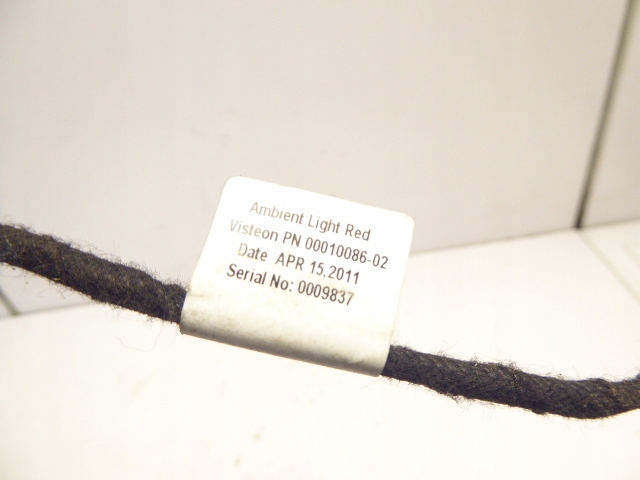 Ambient Light Red
Visteon PN 00010086-02
Date APR 15,2011
Serial No: 0009837